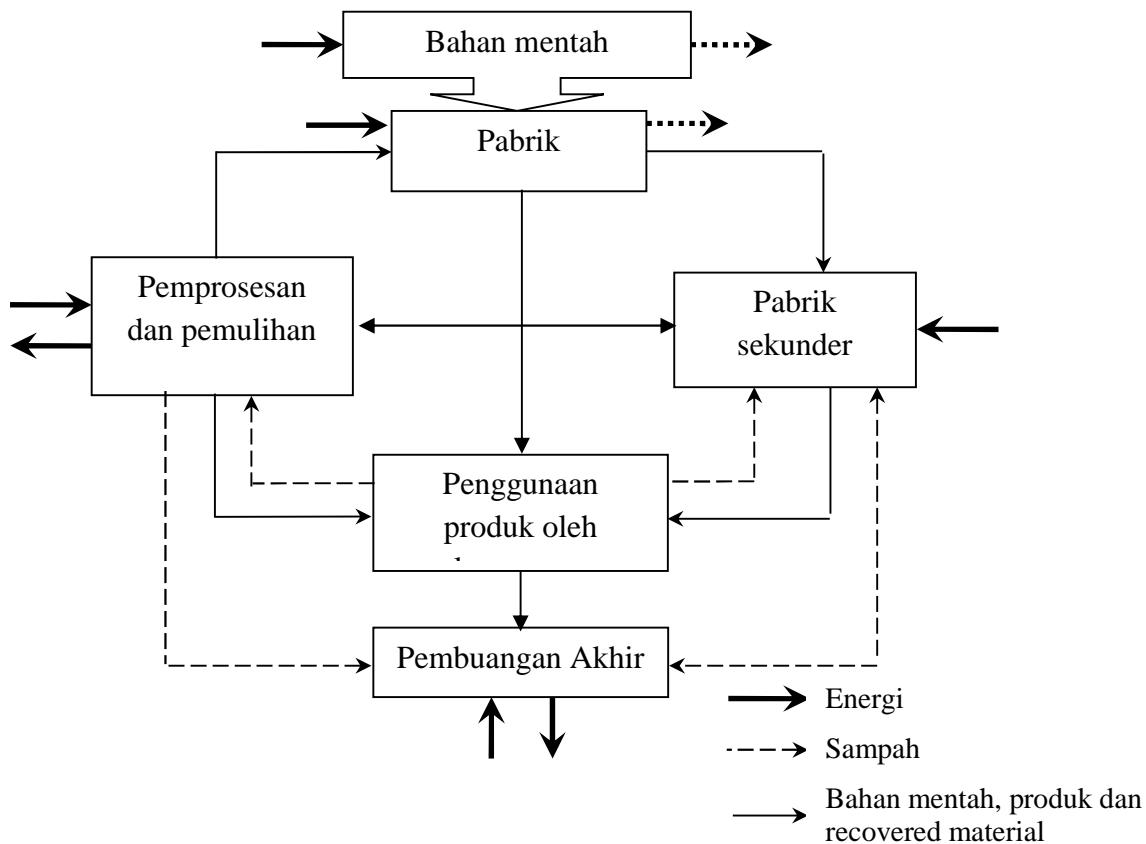 Bahan mentah
Pabrik
Pemprosesan
dan pemulihan
Pabrik
sekunder
Penggunaan
produk oleh
Pembuangan Akhir
Energi
Sampah
Bahan mentah, produk dan
recovered material